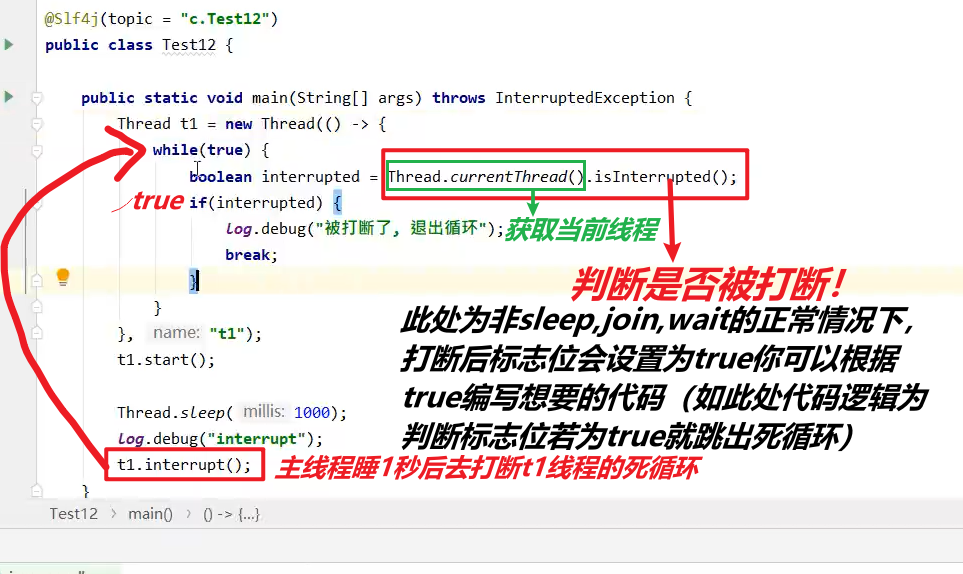 @Slf4j(topic = "c.Test12")
public class Test12 {
public static void main(String[] args) throws InterruptedException {
Thread t1 = new Thread(() -> {
while(true) {
boolean interrupted = Thread.currentThread().isInterrupted();
true if(interrupted) {
log.debug("被打断了, 退出循环"); 获取当前线程
break;
}
判断是否被打断！
}
此处为非sleep,join,wait的正常情况下,
}, name: "t1");
打断后标志位会设置为true你可以根据
t1.start();
true编写想要的代码（如此处代码逻辑为
Thread.sleep( millis: 1000);
判断标志位若为true就跳出死循环）
log.debug("interrupt");
t1.interrupt(); 主线程睡1秒后去打断t1线程的死循环
}
Test12 > main() > () -> {...}